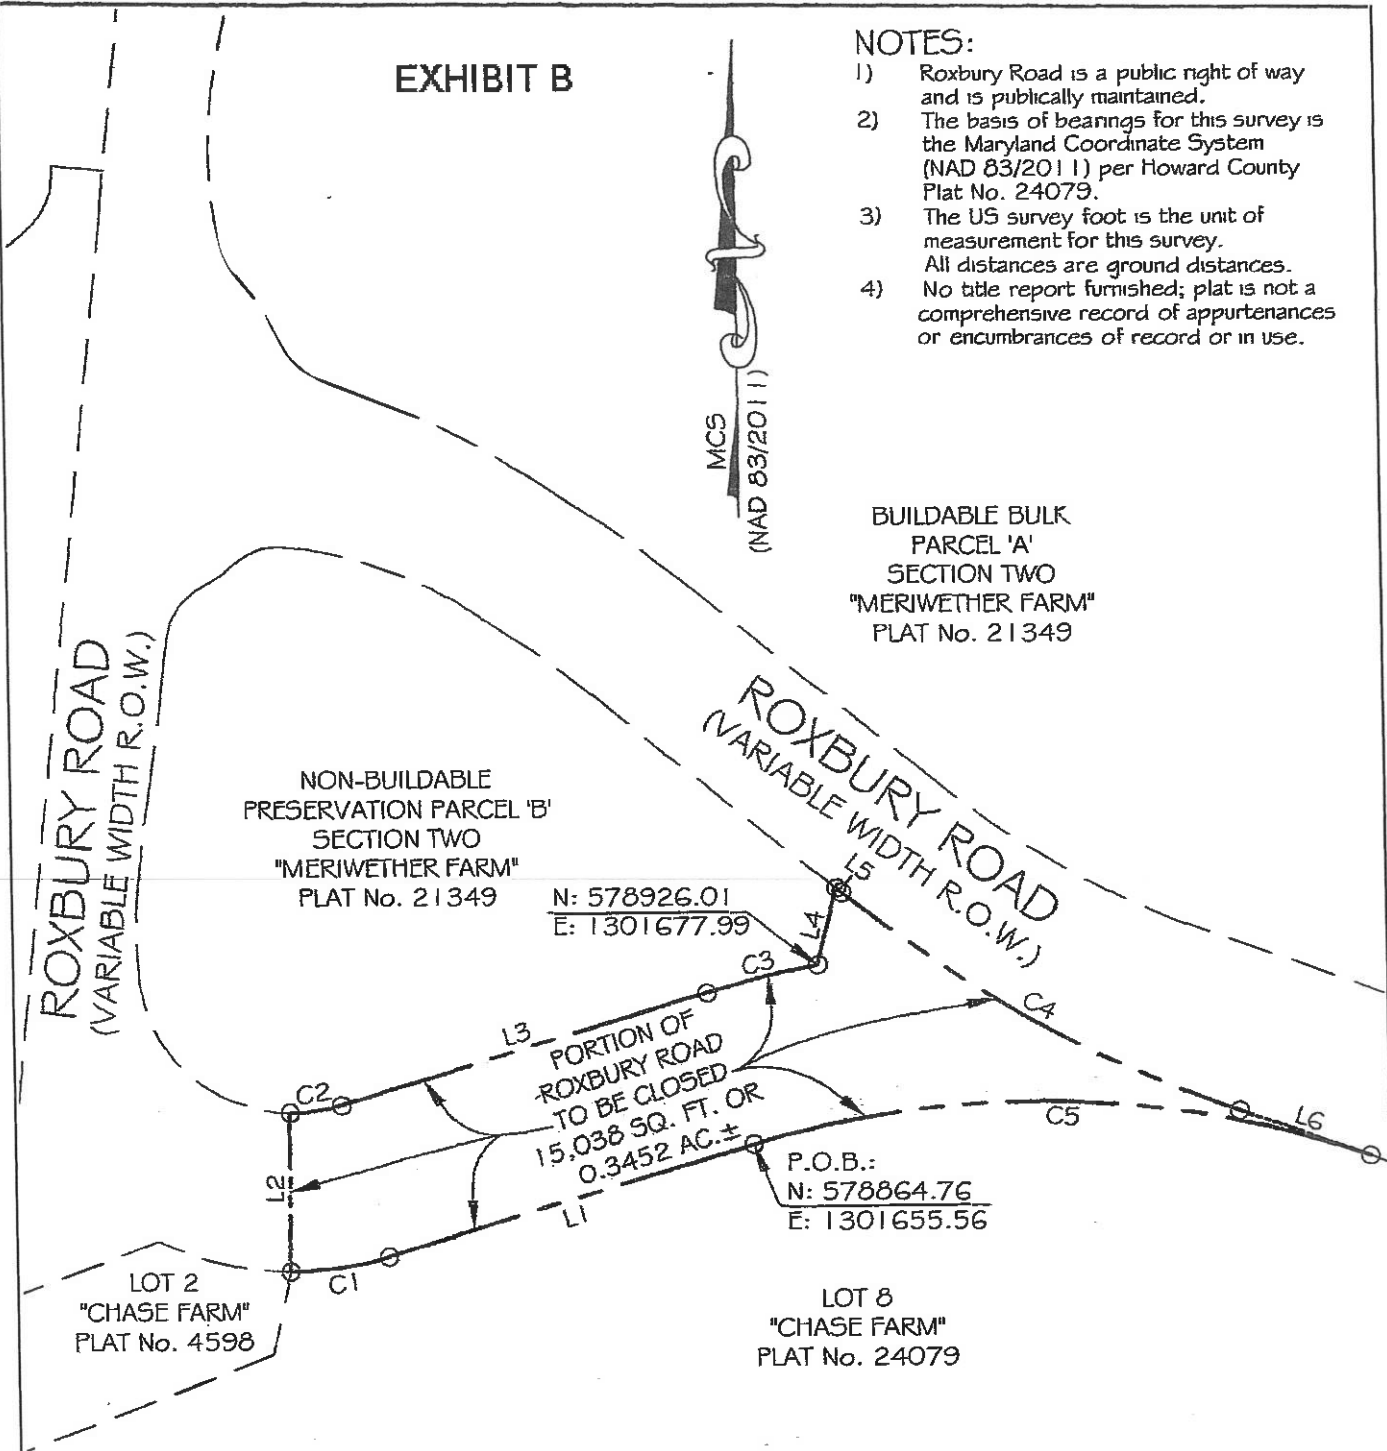 EXHIBIT B
NOTES:
1) Roxbury Road is a public right of way
and is publically maintained.
2) The basis of bearings for this survey is
the Maryland Coordinate System
(NAD 83/2011) per Howard County
Plat No. 24079.
3) The US survey foot is the unit of
measurement for this survey.
All distances are ground distances.
4) No title report furnished; plat is not a
comprehensive record of appurtenances
or encumbrances of record or in use.
MCS
(NAD 83/2011)
BUILDABLE BULK
PARCEL 'A'
SECTION TWO
"MERIWETHER FARM"
PLAT No. 21349
ROXBURY ROAD
(VARIABLE WIDTH R.O.W.)
ROXBURY ROAD
(VARIABLE WIDTH R.O.W.)
NON-BUILDABLE
PRESERVATION PARCEL 'B'
SECTION TWO
"MERIWETHER FARM"
PLAT No. 21349
N: 578926.01
E: 1301677.99
L5
L4
C3
C4
L3
C2
PORTION OF
ROXBURY ROAD
TO BE CLOSED
15,038 SQ. FT. OR
0.3452 AC.±
C5
L6
P.O.B.:
N: 578864.76
E: 1301655.56
L2
L1
C1
LOT 2
"CHASE FARM"
PLAT No. 4598
LOT 8
"CHASE FARM"
PLAT No. 24079